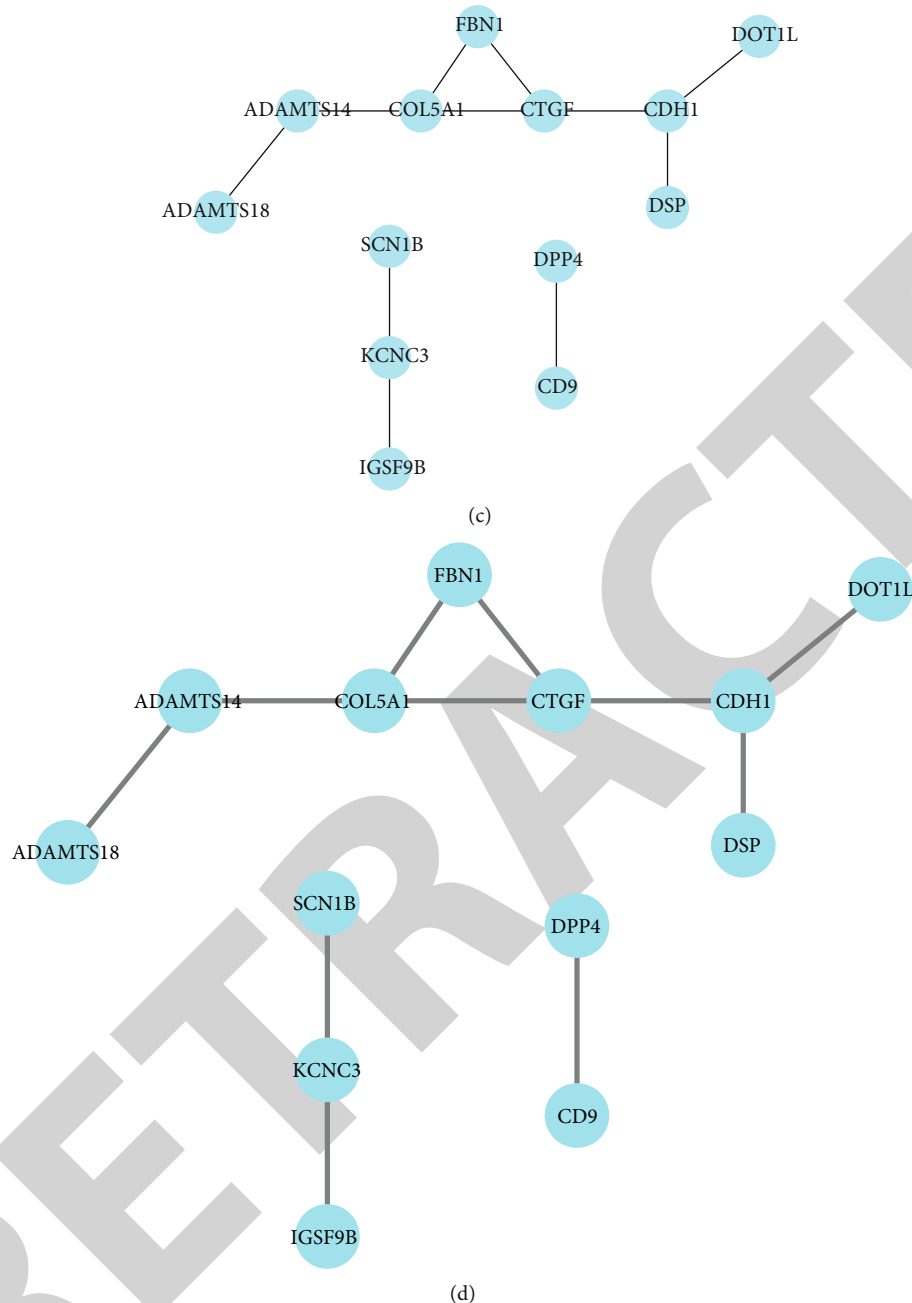 FBN1
DOT1L
ADAMTS14 COL5A1 CTGF CDH1
ADAMTS18
DSP
SCN1B
DPP4
KCNC3
CD9
IGSF9B
(c)
FBN1
DOT1L
ADAMTS14 COL5A1 CTGF CDH1
ADAMTS18
DSP
SCN1B
DPP4
KCNC3
CD9
IGSF9B
(d)
RETRACT